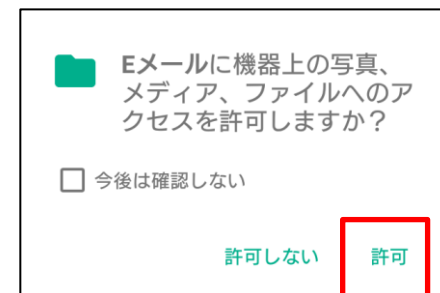 Eメールに機器上の写真、
メディア、ファイルへのア
クセスを許可しますか？
今後は確認しない
許可しない 許可